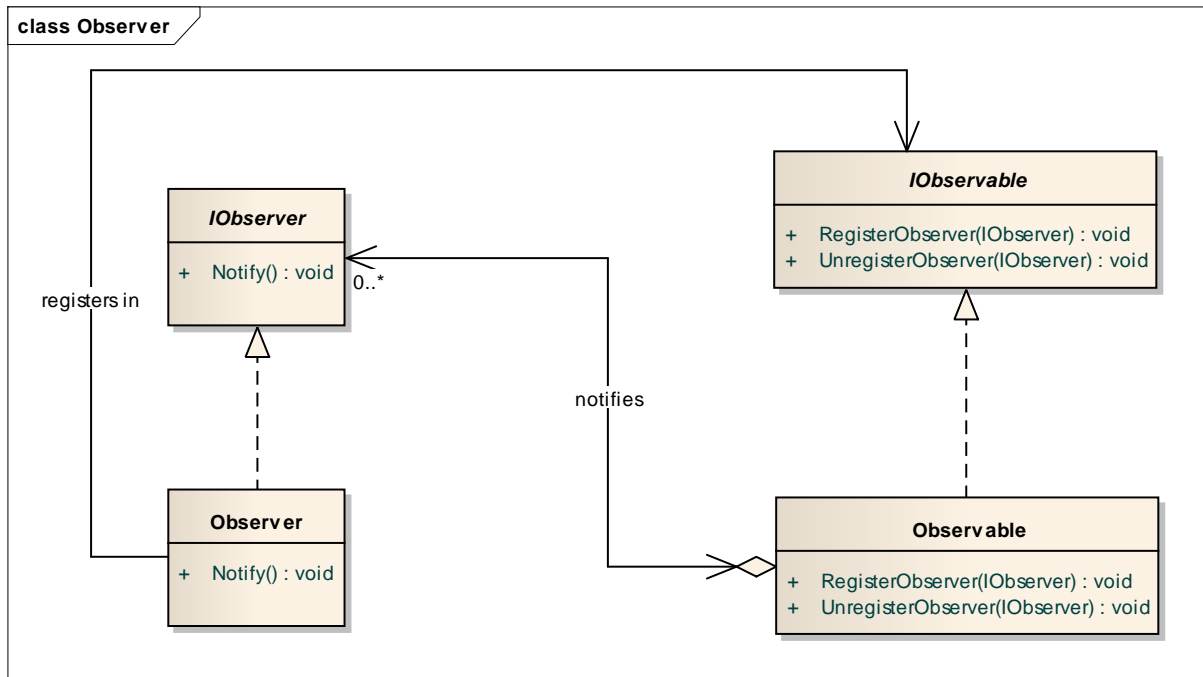 class Observer
IObservable
+ RegisterObserver(IObserver) : void
+ UnregisterObserver(IObserver) : void
IObserver
+ Notify() : void
0..*
registers in
notifies
Observer
+ Notify() : void
Observable
+ RegisterObserver(IObserver) : void
+ UnregisterObserver(IObserver) : void